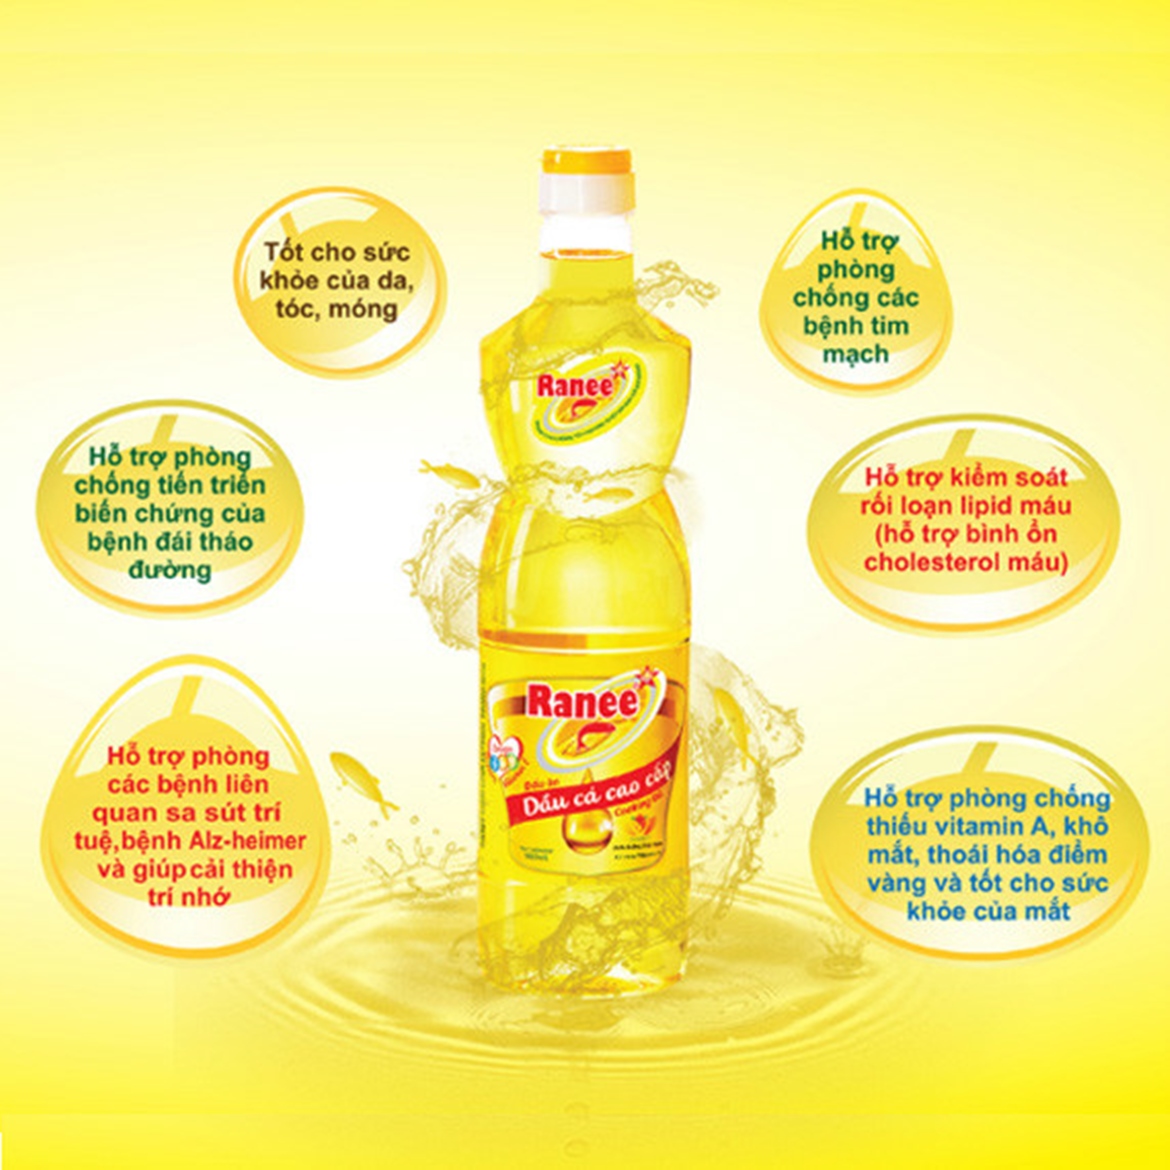 Tốt cho sức
khỏe của da,
tóc, móng
Hỗ trợ
phòng
chống các
bệnh tim
mạch
Hỗ trợ phòng
chống tiến triển
biến chứng của
bệnh đái tháo
đường
Hỗ trợ kiểm soát
rối loạn lipid máu
(hỗ trợ bình ổn
cholesterol máu)
Hỗ trợ phòng
các bệnh liên
quan sa sút trí
tuệ,bệnh Alz-heimer
và giúp cải thiện
trí nhớ
Hỗ trợ phòng chống
thiếu vitamin A, khô
mắt, thoái hóa điểm
vàng và tốt cho sức
khỏe của mắt
Ranee
Ranee
Dầu ăn
Dầu cá cao cấp
Cooking